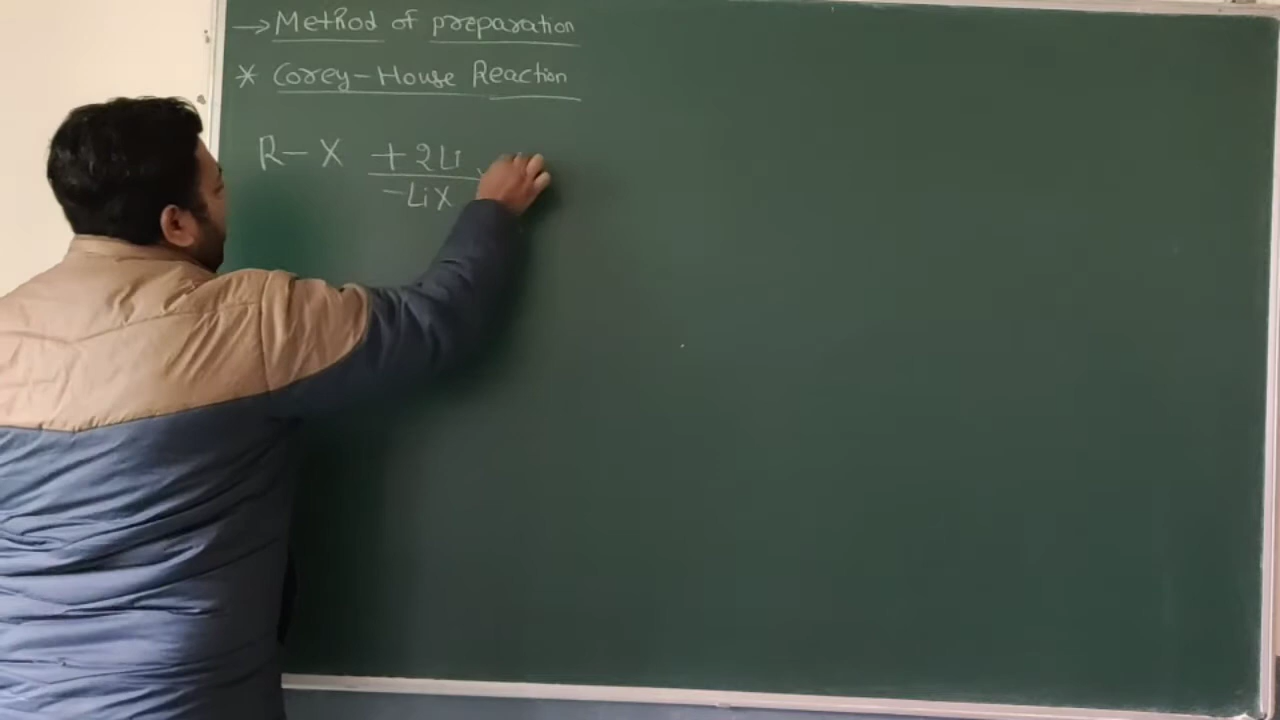 → Method of preparation
* Corey-House Reaction
R-X +2Li
-LiX